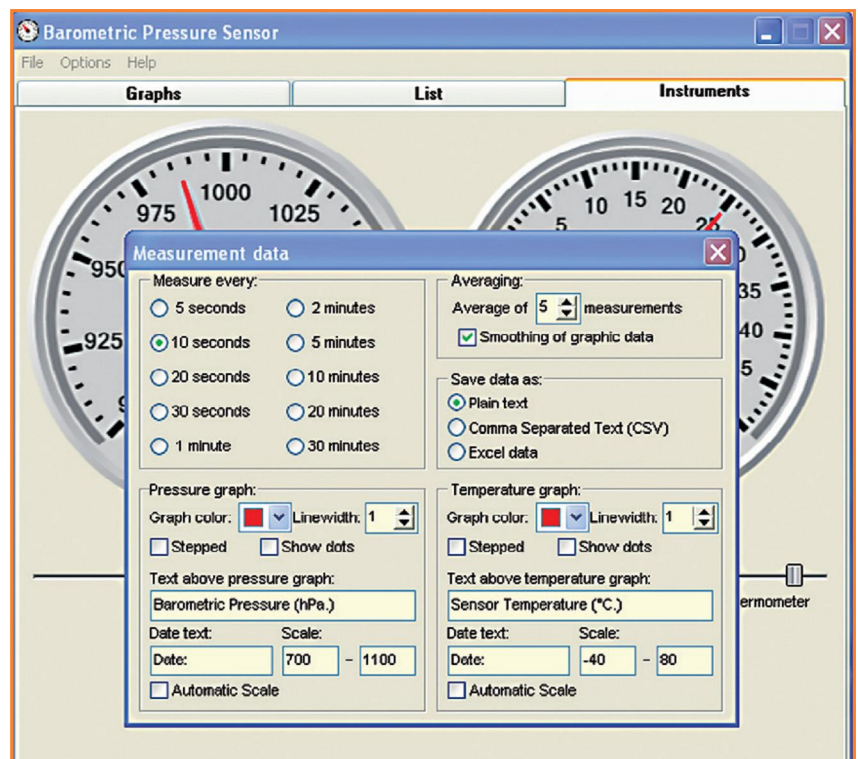 Barometric Pressure Sensor
File Options Help
Graphs List Instruments
975 1000 1025
950
925
5 10 15 20 25
35
40
Measurement data
Measure every:
5 seconds 2 minutes
10 seconds 5 minutes
20 seconds 10 minutes
30 seconds 20 minutes
1 minute 30 minutes
Averaging:
Average of 5 measurements
Smoothing of graphic data
Save data as:
Plain text
Comma Separated Text (CSV)
Excel data
Pressure graph:
Graph color: Linewidth: 1
Stepped Show dots
Text above pressure graph:
Barometric Pressure (hPa.)
Date text: Scale:
Date: 700 - 1100
Automatic Scale
Temperature graph:
Graph color: Linewidth: 1
Stepped Show dots
Text above temperature graph:
Sensor Temperature (°C.)
Date text: Scale:
Date: -40 - 80
Automatic Scale
ermometer